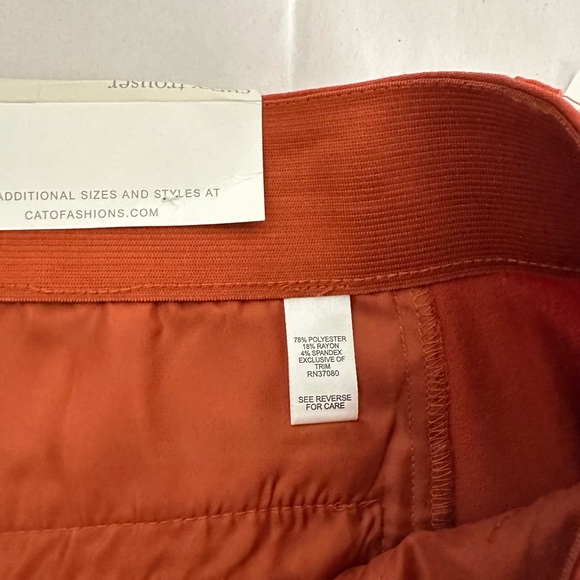 trouser
ADDITIONAL SIZES AND STYLES AT
CATOFASHIONS.COM
78% POLYESTER
18% RAYON
4% SPANDEX
EXCLUSIVE OF
TRIM
RN37080
SEE REVERSE
FOR CARE